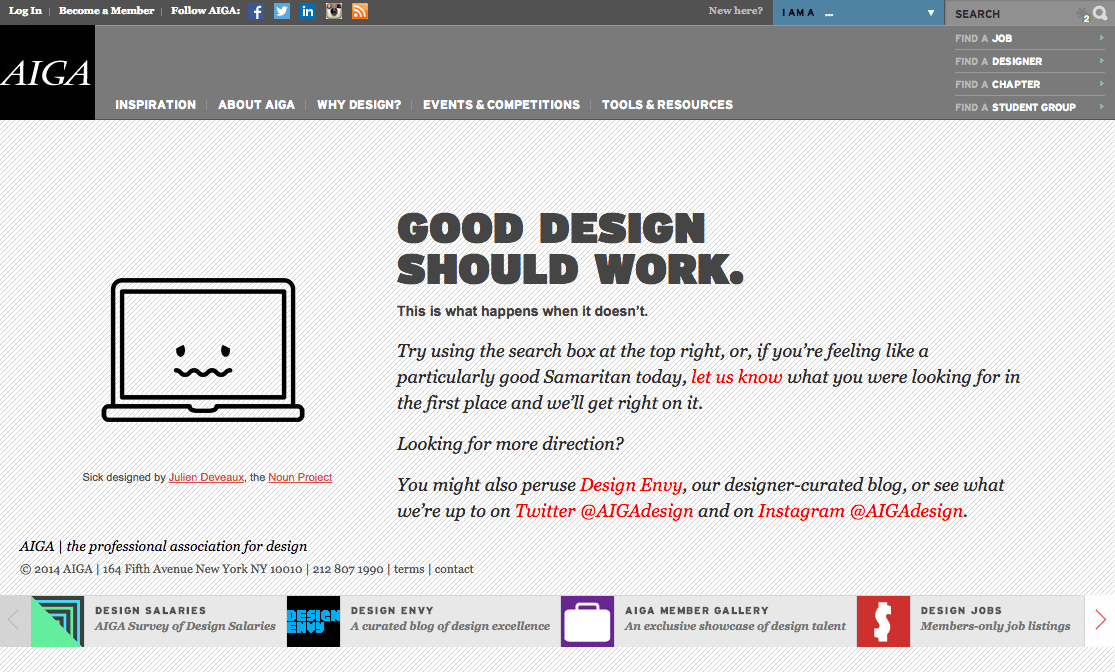 Log In | Become a Member | Follow AIGA:
New here?
I AM A ...
SEARCH
2
FIND A JOB
FIND A DESIGNER
FIND A CHAPTER
FIND A STUDENT GROUP
AIGA
INSPIRATION | ABOUT AIGA | WHY DESIGN? | EVENTS & COMPETITIONS | TOOLS & RESOURCES
GOOD DESIGN
SHOULD WORK.
This is what happens when it doesn't.
Try using the search box at the top right, or, if you're feeling like a
particularly good Samaritan today, let us know what you were looking for in
the first place and we'll get right on it.
Looking for more direction?
Sick designed by Julien Deveaux, the Noun Project
You might also peruse Design Envy, our designer-curated blog, or see what
we're up to on Twitter @AIGAdesign and on Instagram @AIGAdesign.
AIGA | the professional association for design
© 2014 AIGA | 164 Fifth Avenue New York NY 10010 | 212 807 1990 | terms | contact
DESIGN SALARIES
AIGA Survey of Design Salaries
DESIGN
ENVY
DESIGN ENVY
A curated blog of design excellence
AIGA MEMBER GALLERY
An exclusive showcase of design talent
DESIGN JOBS
Members-only job listings